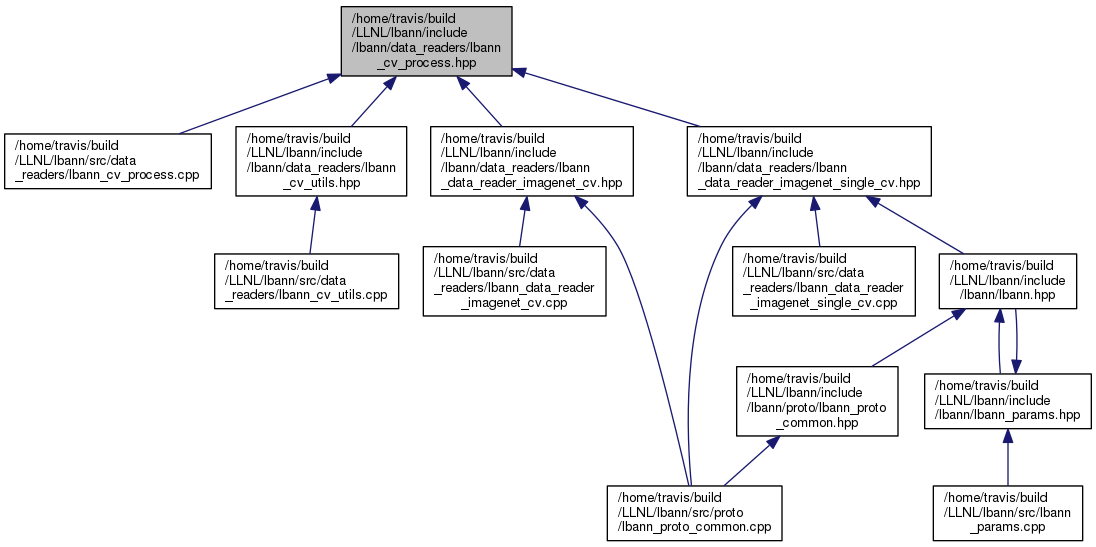 /home/travis/build
/LLNL/lbann/include
/lbann/data_readers/lbann
_cv_process.hpp
/home/travis/build
/LLNL/lbann/src/data
_readers/lbann_cv_process.cpp
/home/travis/build
/LLNL/lbann/include
/lbann/data_readers/lbann
_cv_utils.hpp
/home/travis/build
/LLNL/lbann/include
/lbann/data_readers/lbann
_data_reader_imagenet_cv.hpp
/home/travis/build
/LLNL/lbann/include
/lbann/data_readers/lbann
_data_reader_imagenet_single_cv.hpp
/home/travis/build
/LLNL/lbann/src/data
_readers/lbann_cv_utils.cpp
/home/travis/build
/LLNL/lbann/src/data
_readers/lbann_data_reader
_imagenet_cv.cpp
/home/travis/build
/LLNL/lbann/src/data
_readers/lbann_data_reader
_imagenet_single_cv.cpp
/home/travis/build
/LLNL/lbann/include
/lbann/lbann.hpp
/home/travis/build
/LLNL/lbann/include
/lbann/proto/lbann_proto
_common.hpp
/home/travis/build
/LLNL/lbann/include
/lbann/lbann_params.hpp
/home/travis/build
/LLNL/lbann/src/proto
/lbann_proto_common.cpp
/home/travis/build
/LLNL/lbann/src/lbann
_params.cpp